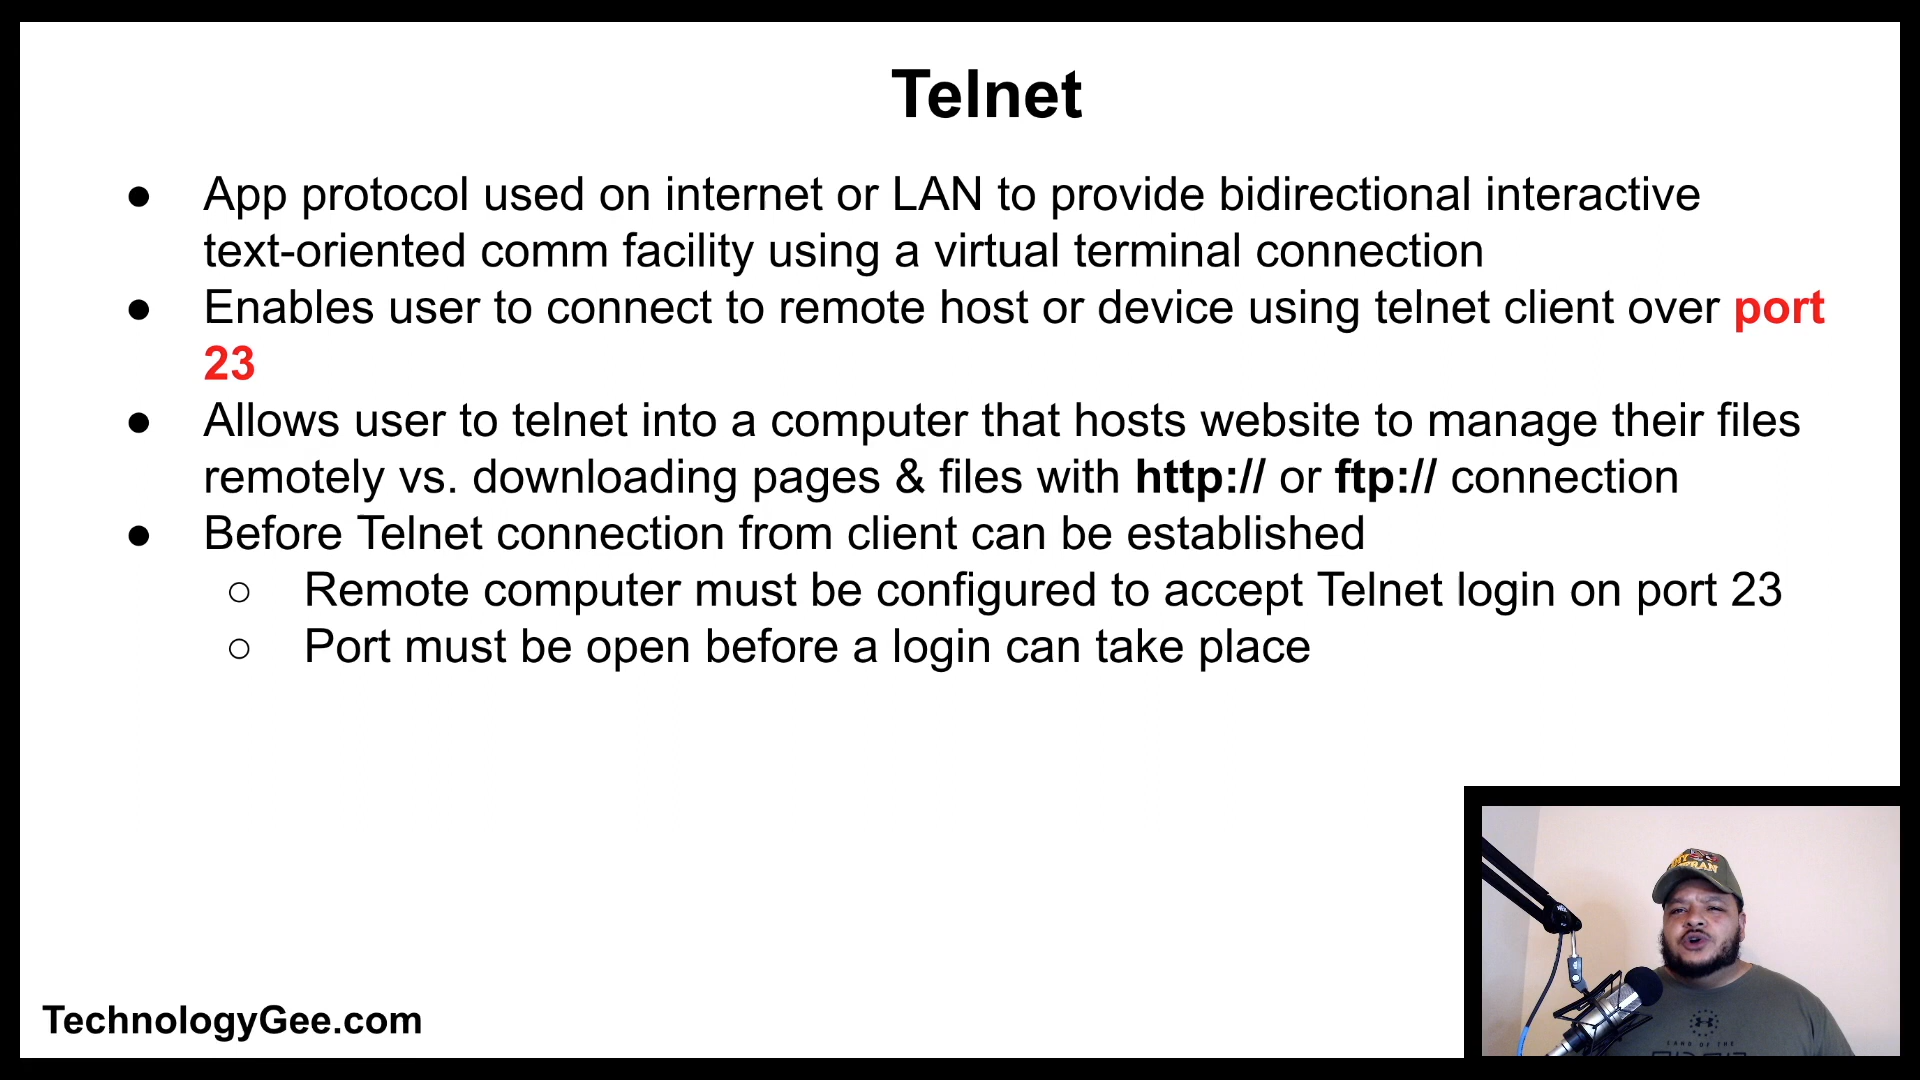 Telnet
● App protocol used on internet or LAN to provide bidirectional interactive
text-oriented comm facility using a virtual terminal connection
● Enables user to connect to remote host or device using telnet client over port
23
● Allows user to telnet into a computer that hosts website to manage their files
remotely vs. downloading pages & files with http:// or ftp:// connection
● Before Telnet connection from client can be established
○ Remote computer must be configured to accept Telnet login on port 23
○ Port must be open before a login can take place
TechnologyGee.com